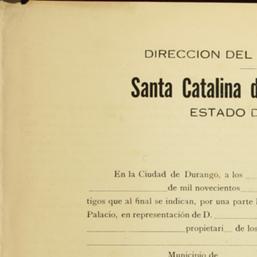 DIRECCION DEL
Santa Catalina d
ESTADO D
En la Ciudad de Durango, a los
de mil novecientos
tigos que al final se indican, por una parte
Palacio, en representación de D.
propietari de los
Municipio de